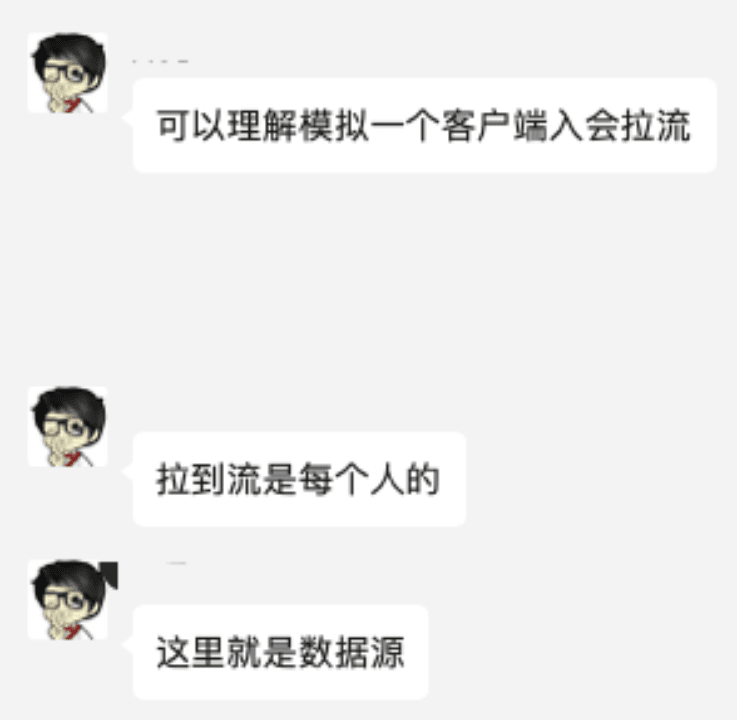 可以理解模拟一个客户端入会拉流
拉到流是每个人的
这里就是数据源